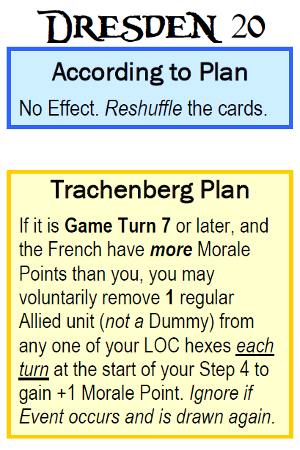 DRESDEN 20
According to Plan
No Effect. Reshuffle the cards.
Trachenberg Plan
If it is Game Turn 7 or later, and
the French have more Morale
Points than you, you may
voluntarily remove 1 regular
Allied unit (not a Dummy) from
any one of your LOC hexes each
turn at the start of your Step 4 to
gain +1 Morale Point. Ignore if
Event occurs and is drawn again.